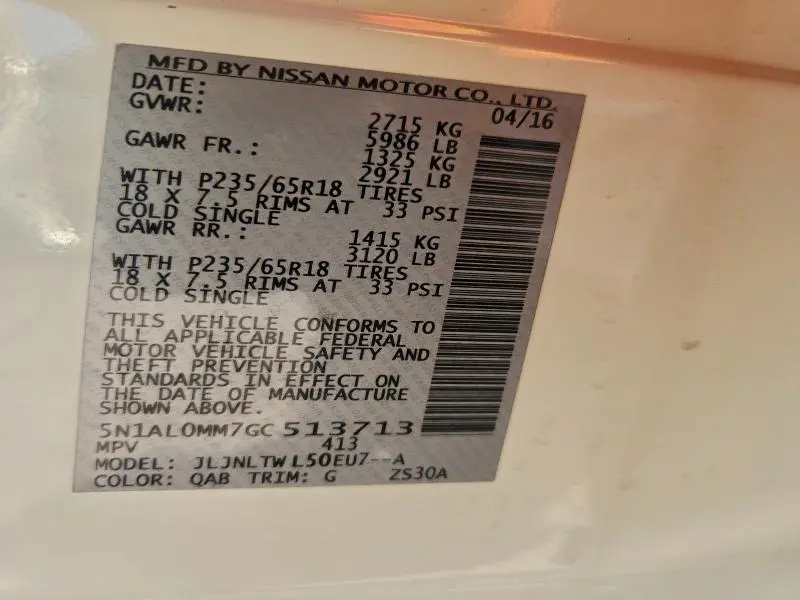 MFD BY NISSAN MOTOR CO., LTD.
DATE: 04/16
GVWR: 2715 KG
5986 LB
GAWR FR.: 1325 KG
2921 LB
WITH P235/65R18 TIRES
18 X 7.5 RIMS AT 33 PSI
COLD SINGLE
GAWR RR.: 1415 KG
3120 LB
WITH P235/65R18 TIRES
18 X 7.5 RIMS AT 33 PSI
COLD SINGLE
THIS VEHICLE CONFORMS TO
ALL APPLICABLE FEDERAL
MOTOR VEHICLE SAFETY AND
THEFT PREVENTION
STANDARDS IN EFFECT ON
THE DATE OF MANUFACTURE
SHOWN ABOVE.
5N1AL0MM7GC513713
MPV 413
MODEL: JLJNLTWL50EU7--A
COLOR: QAB TRIM: G ZS30A